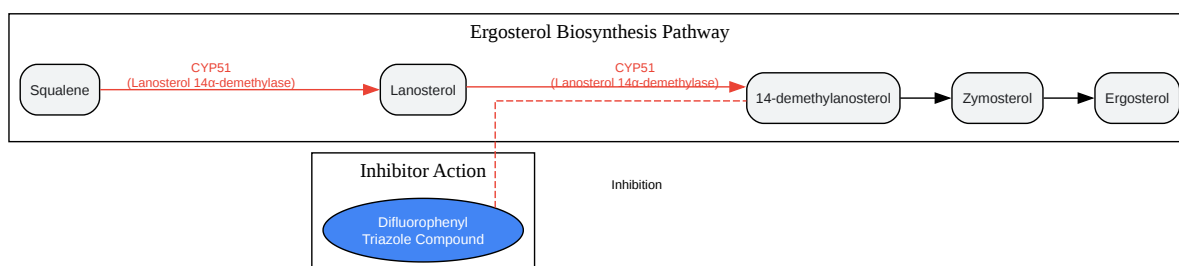 Ergosterol Biosynthesis Pathway
CYP51
(Lanosterol 14α-demethylase)
CYP51
(Lanosterol 14α-demethylase)
Squalene
Lanosterol
14-demethylanosterol
Zymosterol
Ergosterol
Inhibitor Action
Inhibition
Difluorophenyl
Triazole Compound